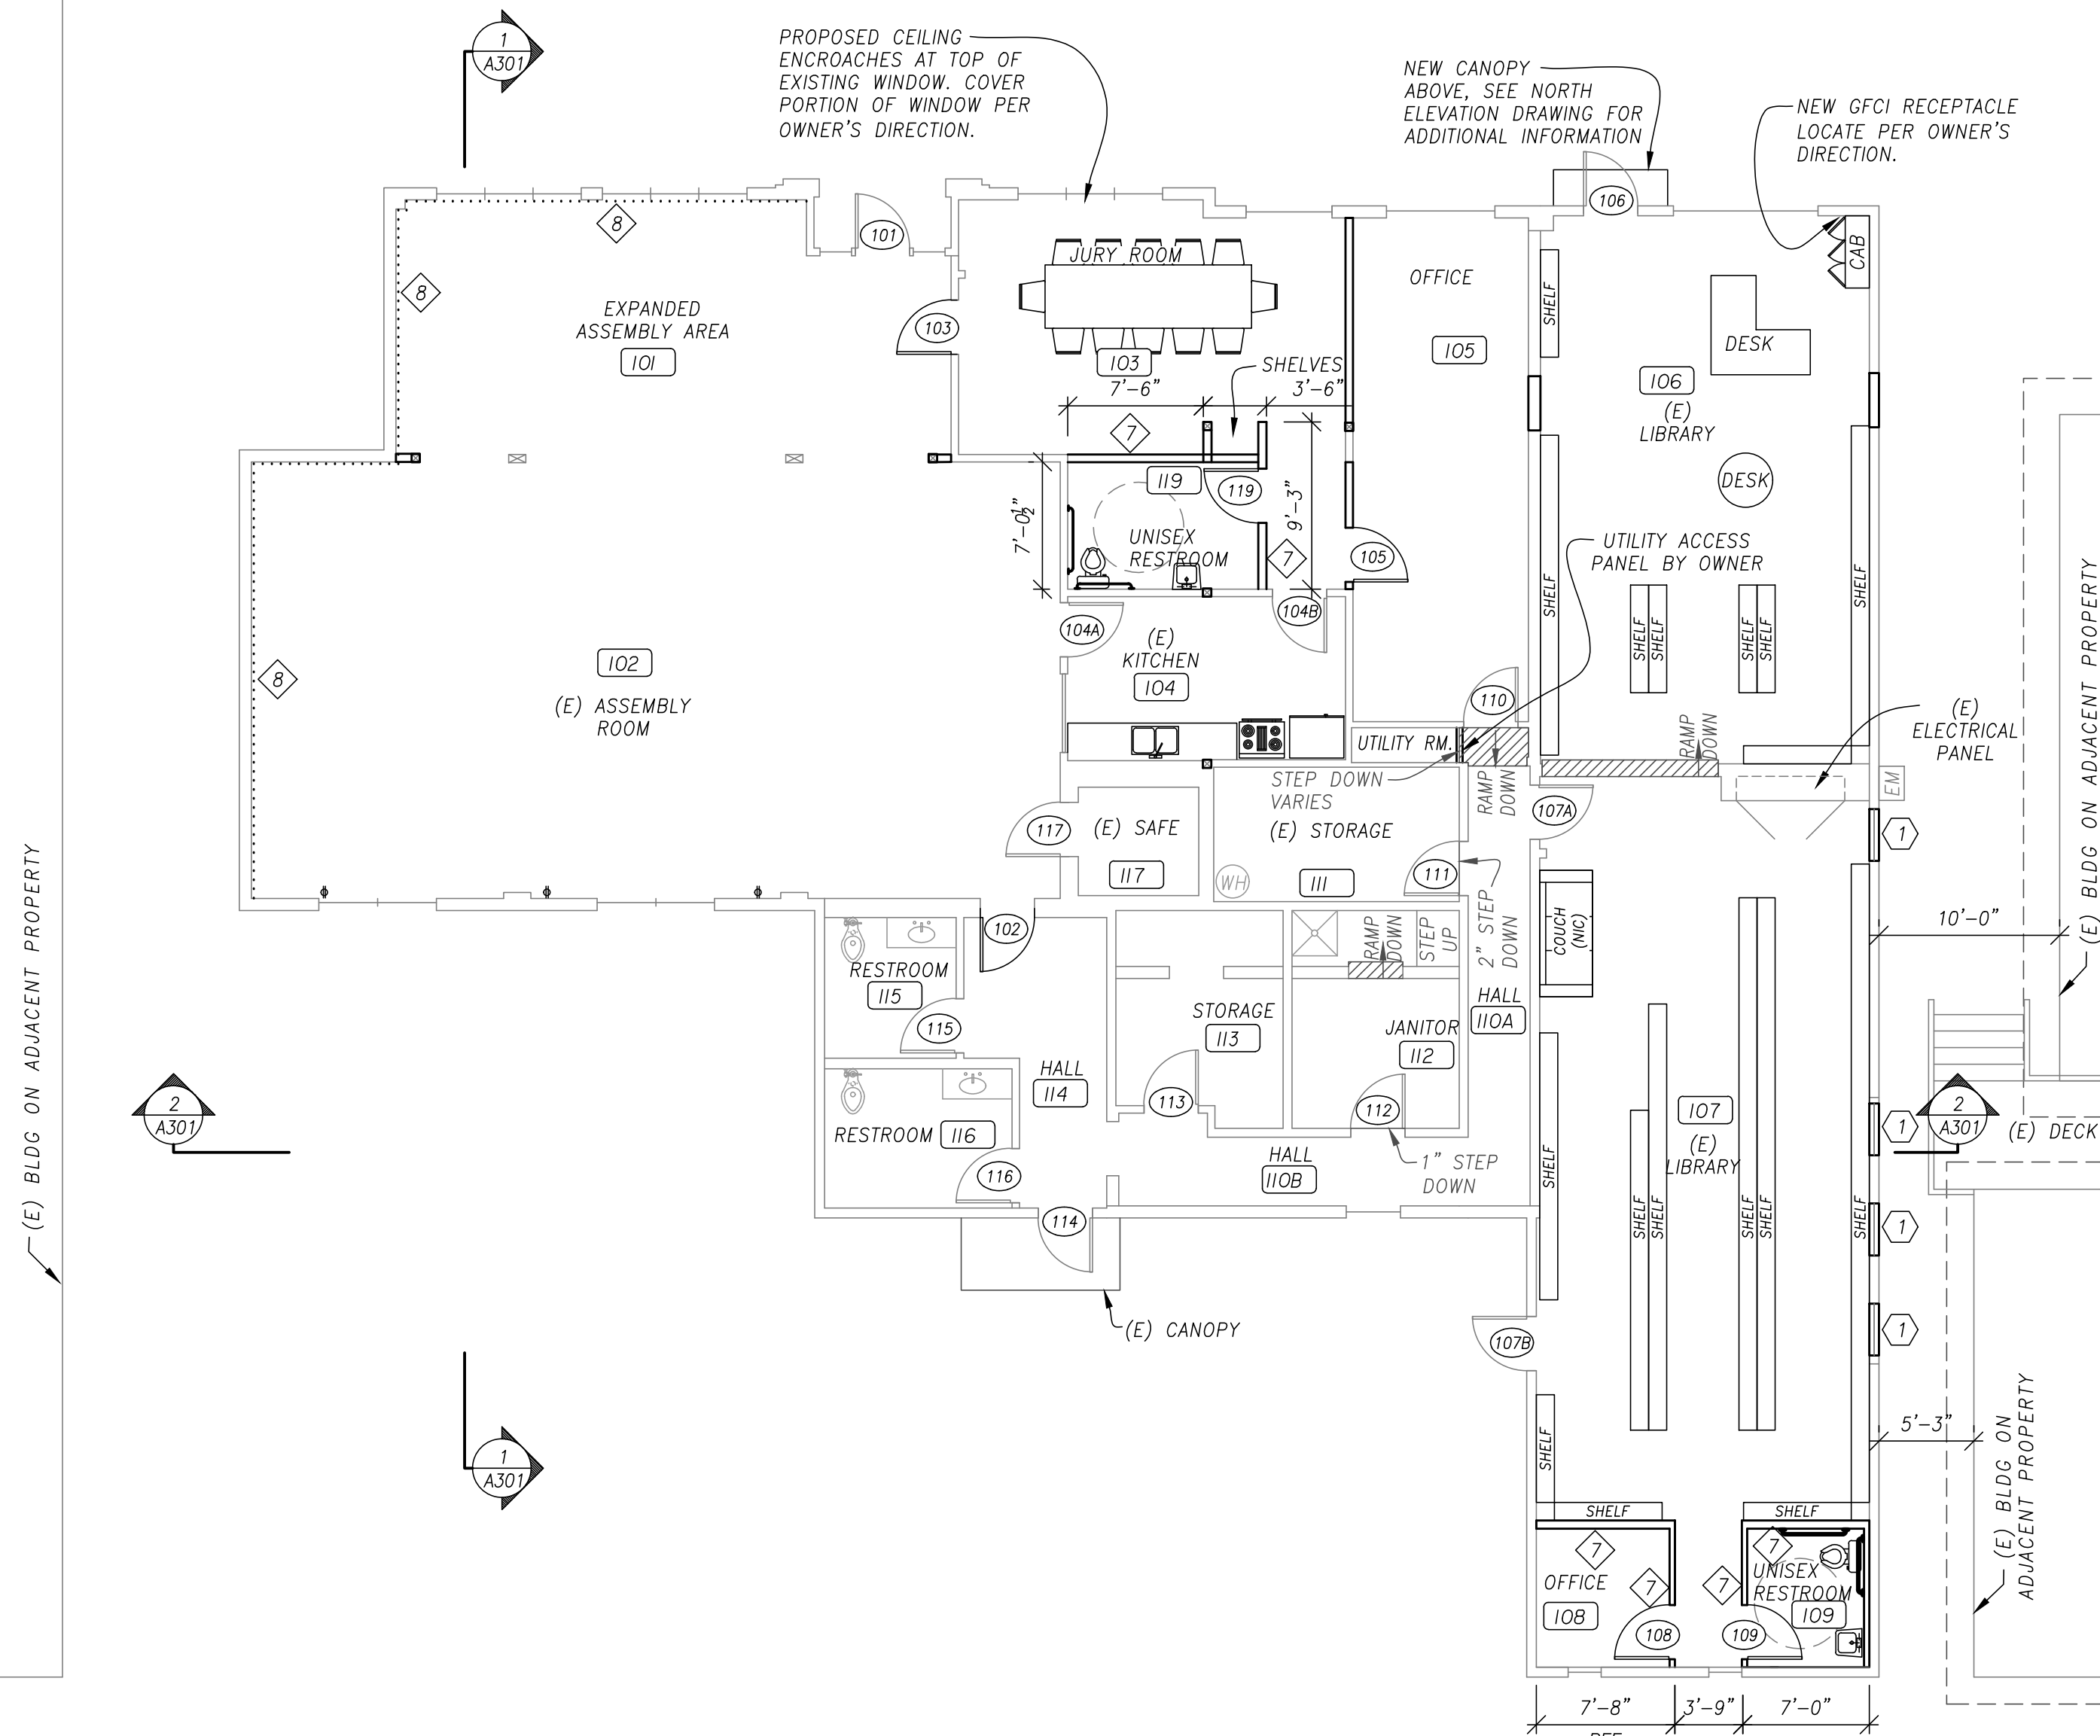 1
A301
PROPOSED CEILING
ENCROACHES AT TOP OF
EXISTING WINDOW. COVER
PORTION OF WINDOW PER
OWNER'S DIRECTION.
NEW CANOPY
ABOVE, SEE NORTH
ELEVATION DRAWING FOR
ADDITIONAL INFORMATION
NEW GFCI RECEPTACLE
LOCATE PER OWNER'S
DIRECTION.
8
8
101
EXPANDED
ASSEMBLY AREA
101
103
JURY ROOM
103
7'-6"
SHELVES
3'-6"
7
OFFICE
105
106
SHELF
CAB
DESK
106
(E)
LIBRARY
DESK
119
119
7'-0½"
9'-3"
UNISEX
RESTROOM
7
105
UTILITY ACCESS
PANEL BY OWNER
SHELF
SHELF
SHELF
SHELF
SHELF
SHELF
104A
104B
(E)
KITCHEN
104
8
102
(E) ASSEMBLY
ROOM
110
UTILITY RM.
RAMP
DOWN
(E)
ELECTRICAL
PANEL
EM
STEP DOWN
VARIES
RAMP
DOWN
107A
117
(E) SAFE
117
(E) STORAGE
WH
111
111
1
2" STEP
DOWN
COUCH
(NIC)
10'-0"
(E) BLDG ON ADJACENT PROPERTY
(E) BLDG ON ADJACENT PROPERTY
102
RESTROOM
115
115
RAMP
DOWN
STEP
UP
HALL
110A
STORAGE
113
JANITOR
112
HALL
114
113
112
107
(E)
LIBRARY
2
A301
2
A301
1
(E) DECK
RESTROOM
116
116
HALL
110B
1" STEP
DOWN
SHELF
SHELF
SHELF
SHELF
SHELF
SHELF
1
114
(E) CANOPY
107B
1
1
A301
5'-3"
(E) BLDG ON
ADJACENT PROPERTY
SHELF
SHELF
SHELF
7
7
OFFICE
108
7
7
UNISEX
RESTROOM
109
108
109
7'-8"
3'-9"
7'-0"